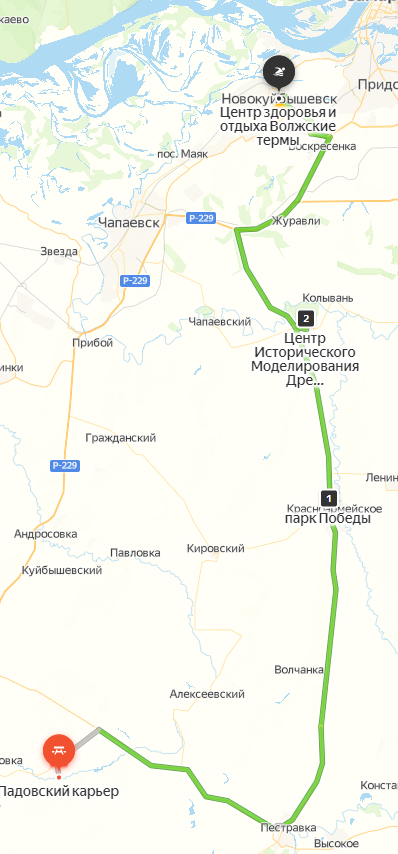 каево
Придо
Новокуйбышевск
Центр здоровья и
отдыха Волжские
термы
Воскресенка
пос. Маяк
Чапаевск
Р-229
Журавли
Звезда
Р-229
Колывань
2
Чапаевский
Центр
Исторического
Моделирования
Дре...
Прибой
инки
Гражданский
Р-229
Ленин
1
Красноармейское
парк Победы
Андросовка
Павловка
Кировский
Куйбышевский
Волчанка
Алексеевский
овка
Падовский карьер
Конста
Пестравка
Высокое